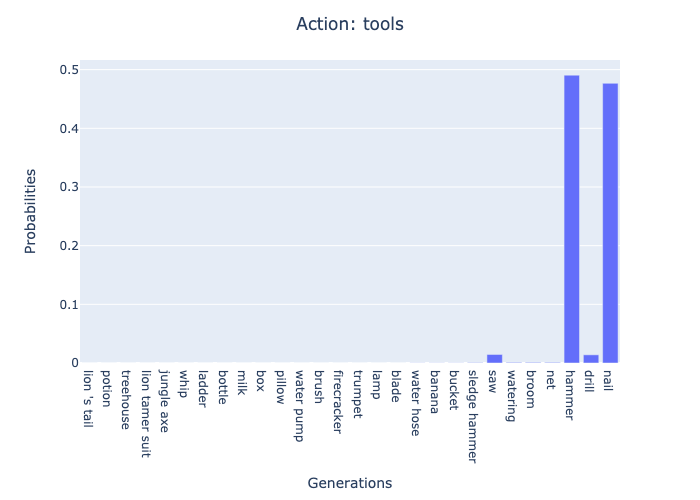 Action: tools
0.5
0.4
0.3
0.2
0.1
0
Probabilities
lion 's tail
potion
treehouse
lion tamer suit
jungle axe
whip
ladder
bottle
milk
box
pillow
water pump
brush
firecracker
trumpet
lamp
blade
water hose
banana
bucket
sledge hammer
saw
watering
broom
net
hammer
drill
nail
Generations